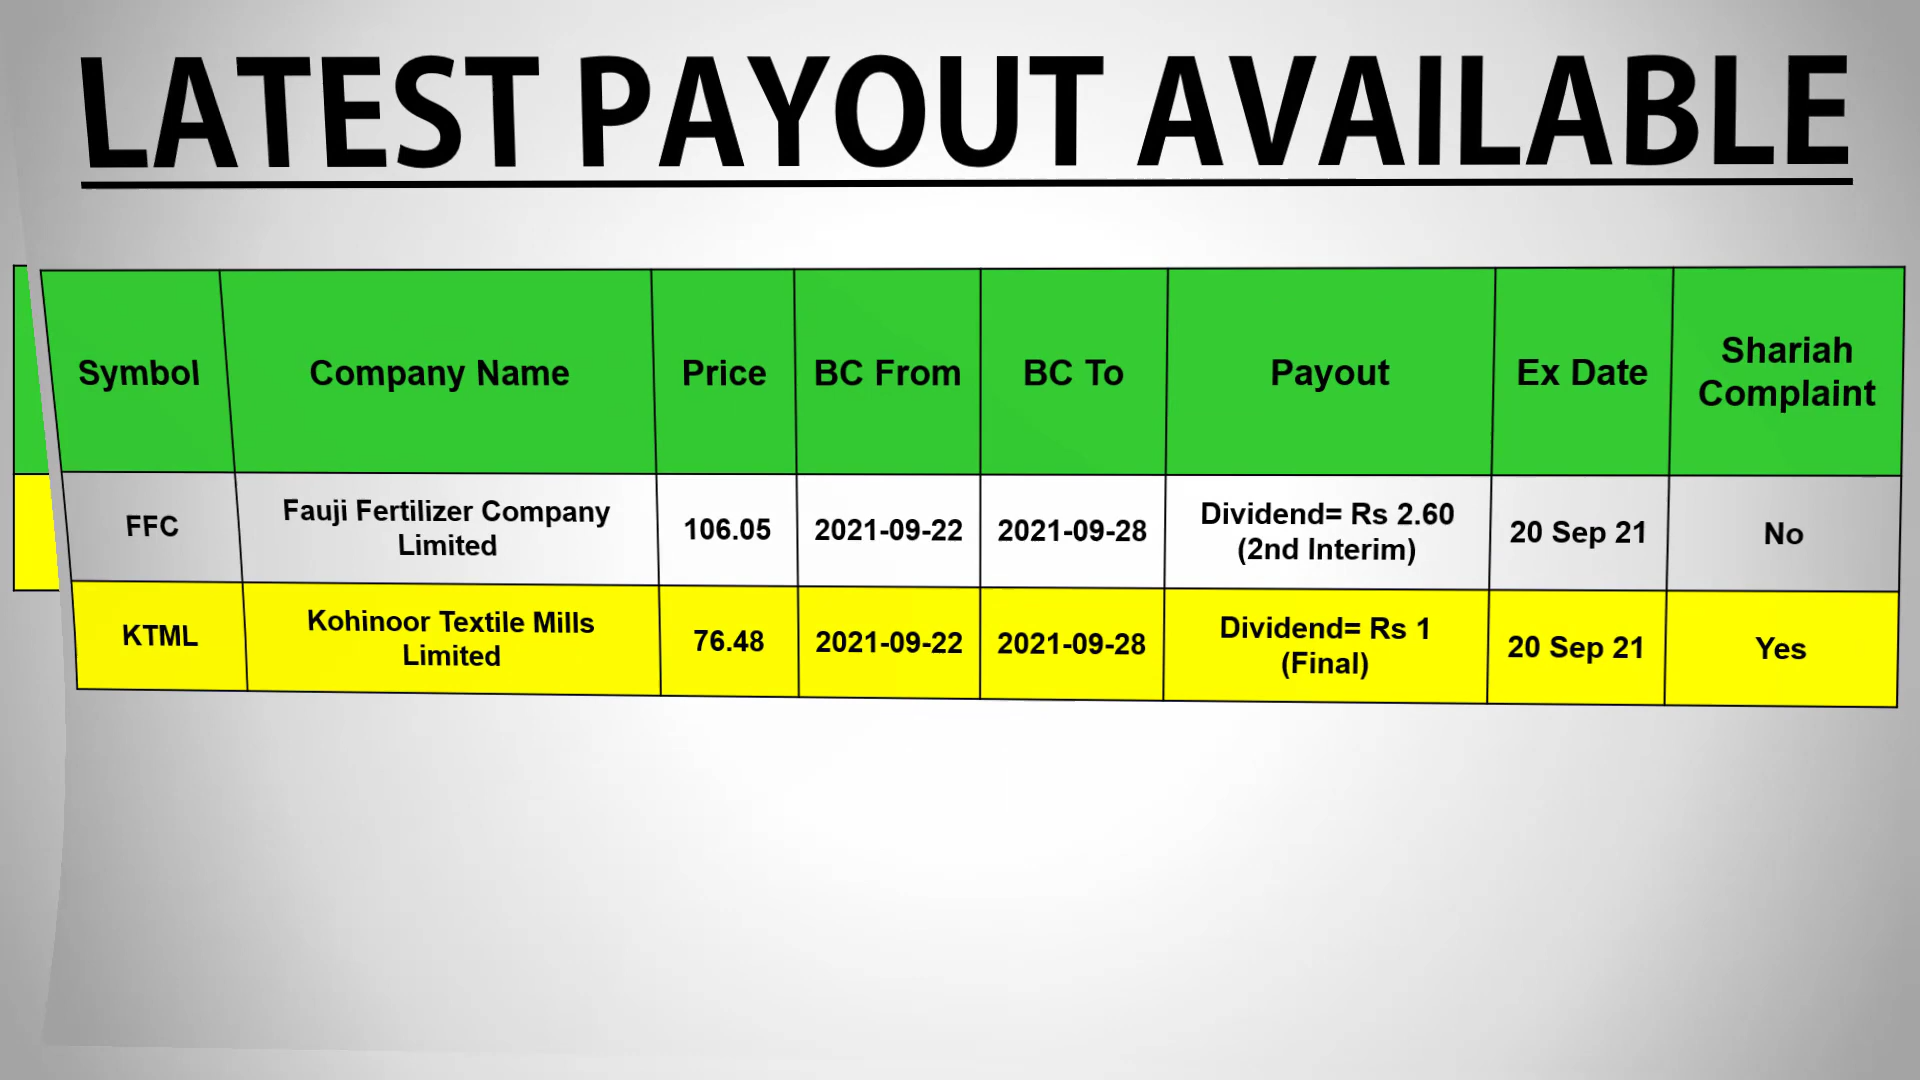 LATEST PAYOUT AVAILABLE
Symbol Company Name Price BC From BC To Payout Ex Date Shariah Complaint
FFC Fauji Fertilizer Company Limited 106.05 2021-09-22 2021-09-28 Dividend= Rs 2.60 (2nd Interim) 20 Sep 21 No
KTML Kohinoor Textile Mills Limited 76.48 2021-09-22 2021-09-28 Dividend= Rs 1 (Final) 20 Sep 21 Yes